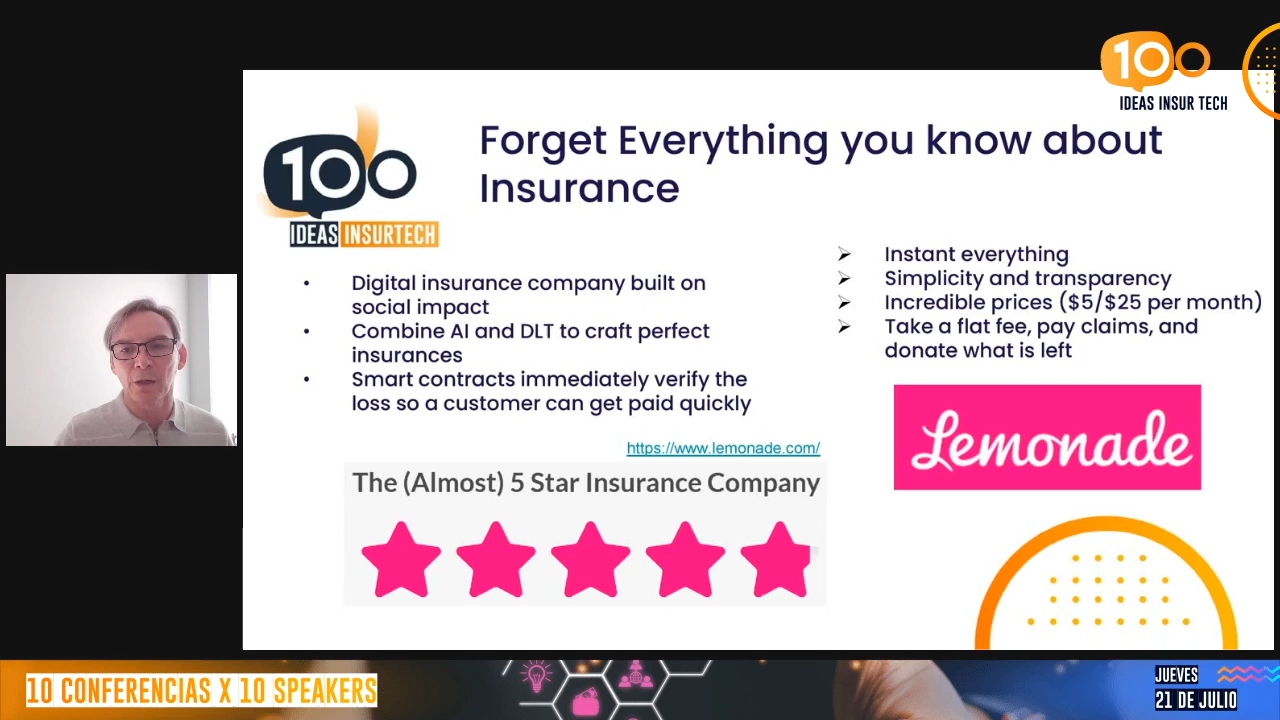 100
IDEAS INSUR TECH
100
IDEAS INSURTECH
Forget Everything you know about
Insurance
• Digital insurance company built on
social impact
• Combine AI and DLT to craft perfect
insurances
• Smart contracts immediately verify the
loss so a customer can get paid quickly
➢ Instant everything
➢ Simplicity and transparency
➢ Incredible prices ($5/$25 per month)
➢ Take a flat fee, pay claims, and
donate what is left
https://www.lemonade.com/
The (Almost) 5 Star Insurance Company
Lemonade
10 CONFERENCIAS X 10 SPEAKERS
JUEVES
21 DE JULIO